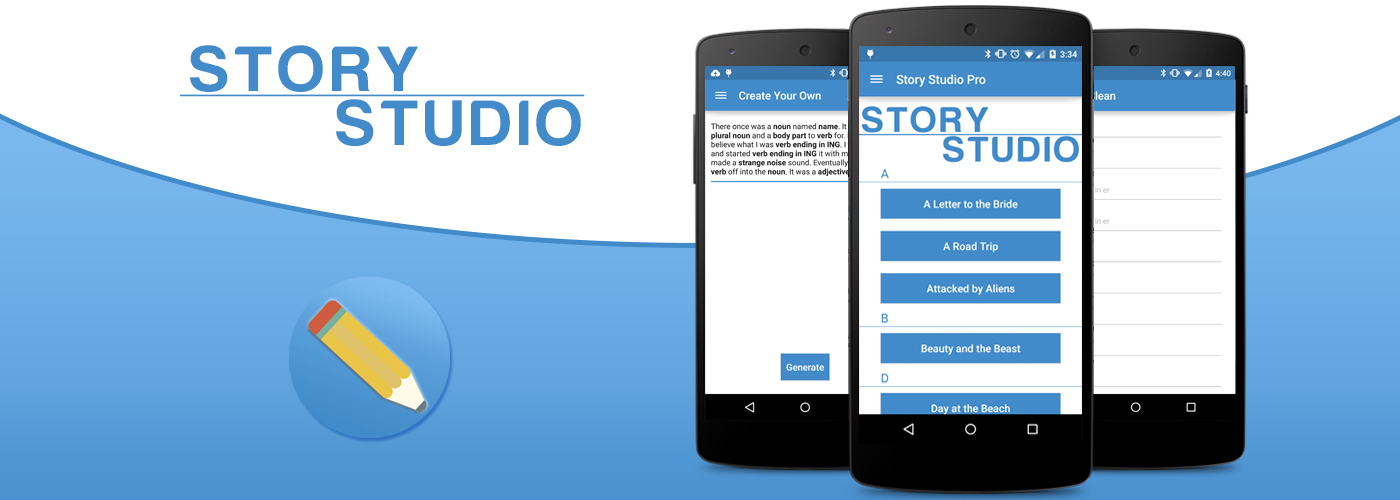 STORY
STUDIO
Create Your Own
There once was a noun named name. It
plural noun and a body part to verb for.
believe what I was verb ending in ING. I
and started verb ending in ING it with m
made a strange noise sound. Eventually
verb off into the noun. It was a adjective
Generate
3:34
Story Studio Pro
STORY
STUDIO
A
A Letter to the Bride
A Road Trip
Attacked by Aliens
B
Beauty and the Beast
D
Day at the Beach
4:40
lean
in er
in er